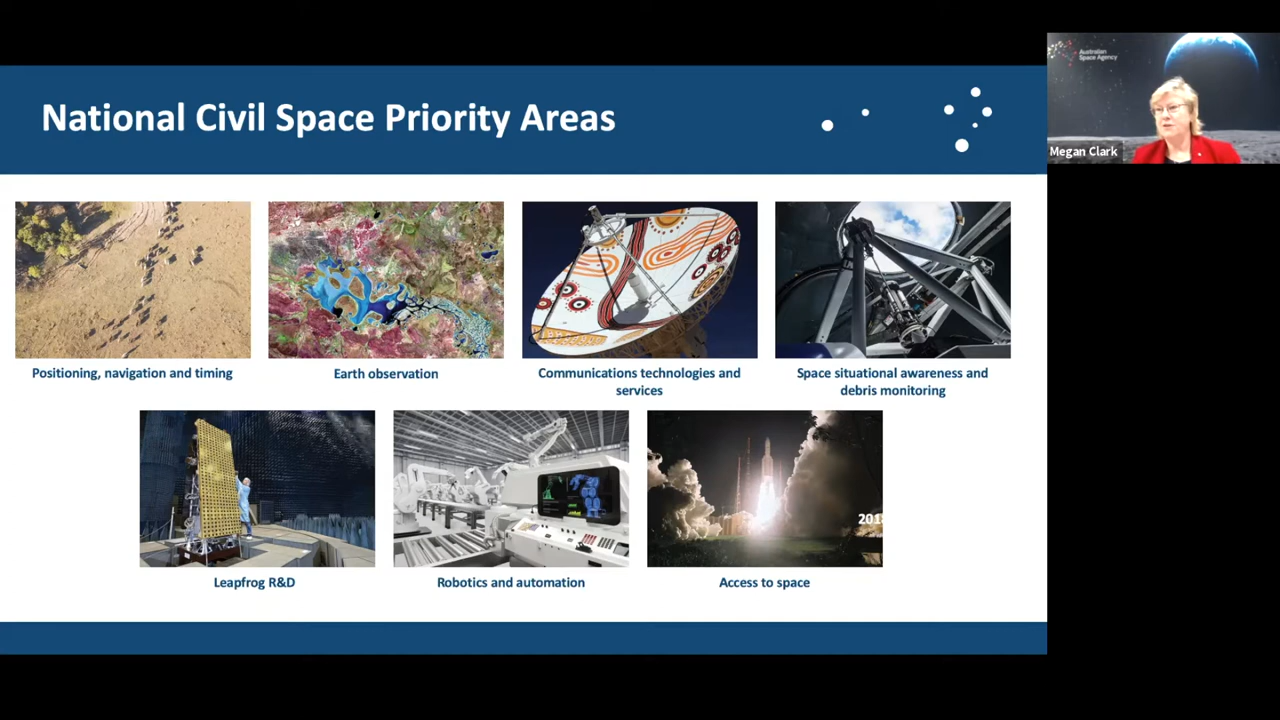 National Civil Space Priority Areas
Australian
Space Agency
Megan Clark
Positioning, navigation and timing
Earth observation
Communications technologies and
services
Space situational awareness and
debris monitoring
Leapfrog R&D
Robotics and automation
Access to space